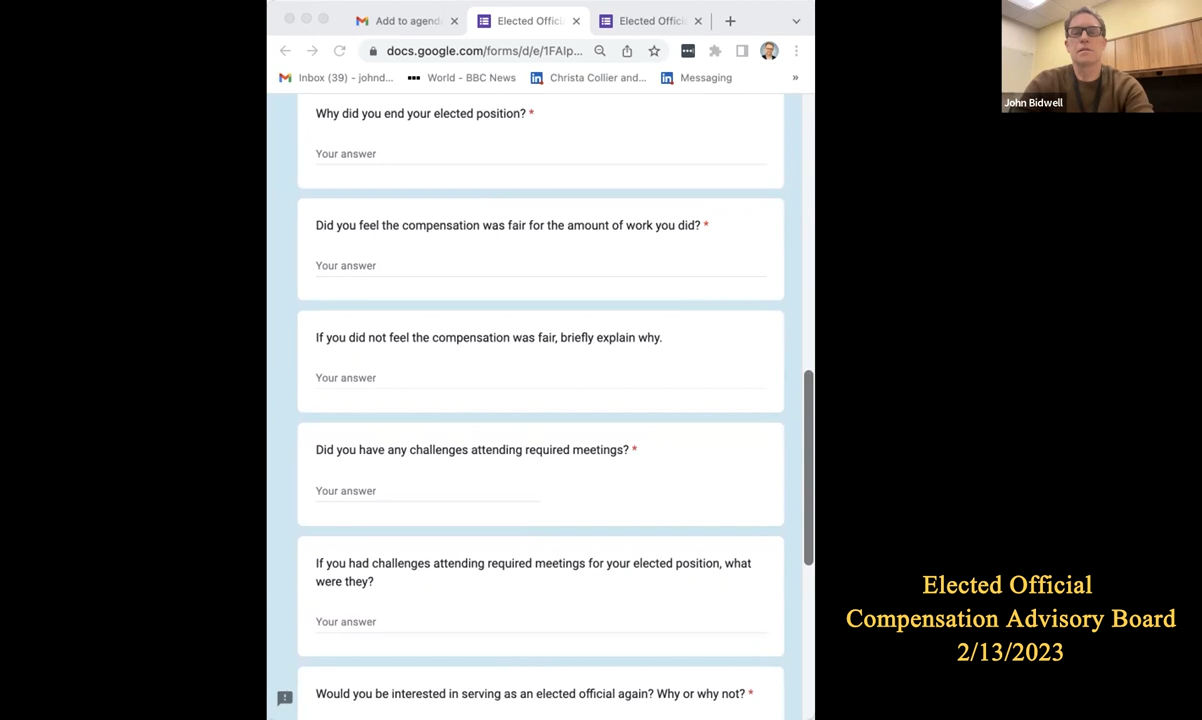 Add to agend
Elected Offici
Elected Offici
docs.google.com/forms/d/e/1FAIp...
Inbox (39) - johnd...
World - BBC News
Christa Collier and...
Messaging
»
John Bidwell
Why did you end your elected position? *
Your answer
Did you feel the compensation was fair for the amount of work you did? *
Your answer
If you did not feel the compensation was fair, briefly explain why.
Your answer
Did you have any challenges attending required meetings? *
Your answer
If you had challenges attending required meetings for your elected position, what
were they?
Your answer
Would you be interested in serving as an elected official again? Why or why not? *
Elected Official
Compensation Advisory Board
2/13/2023